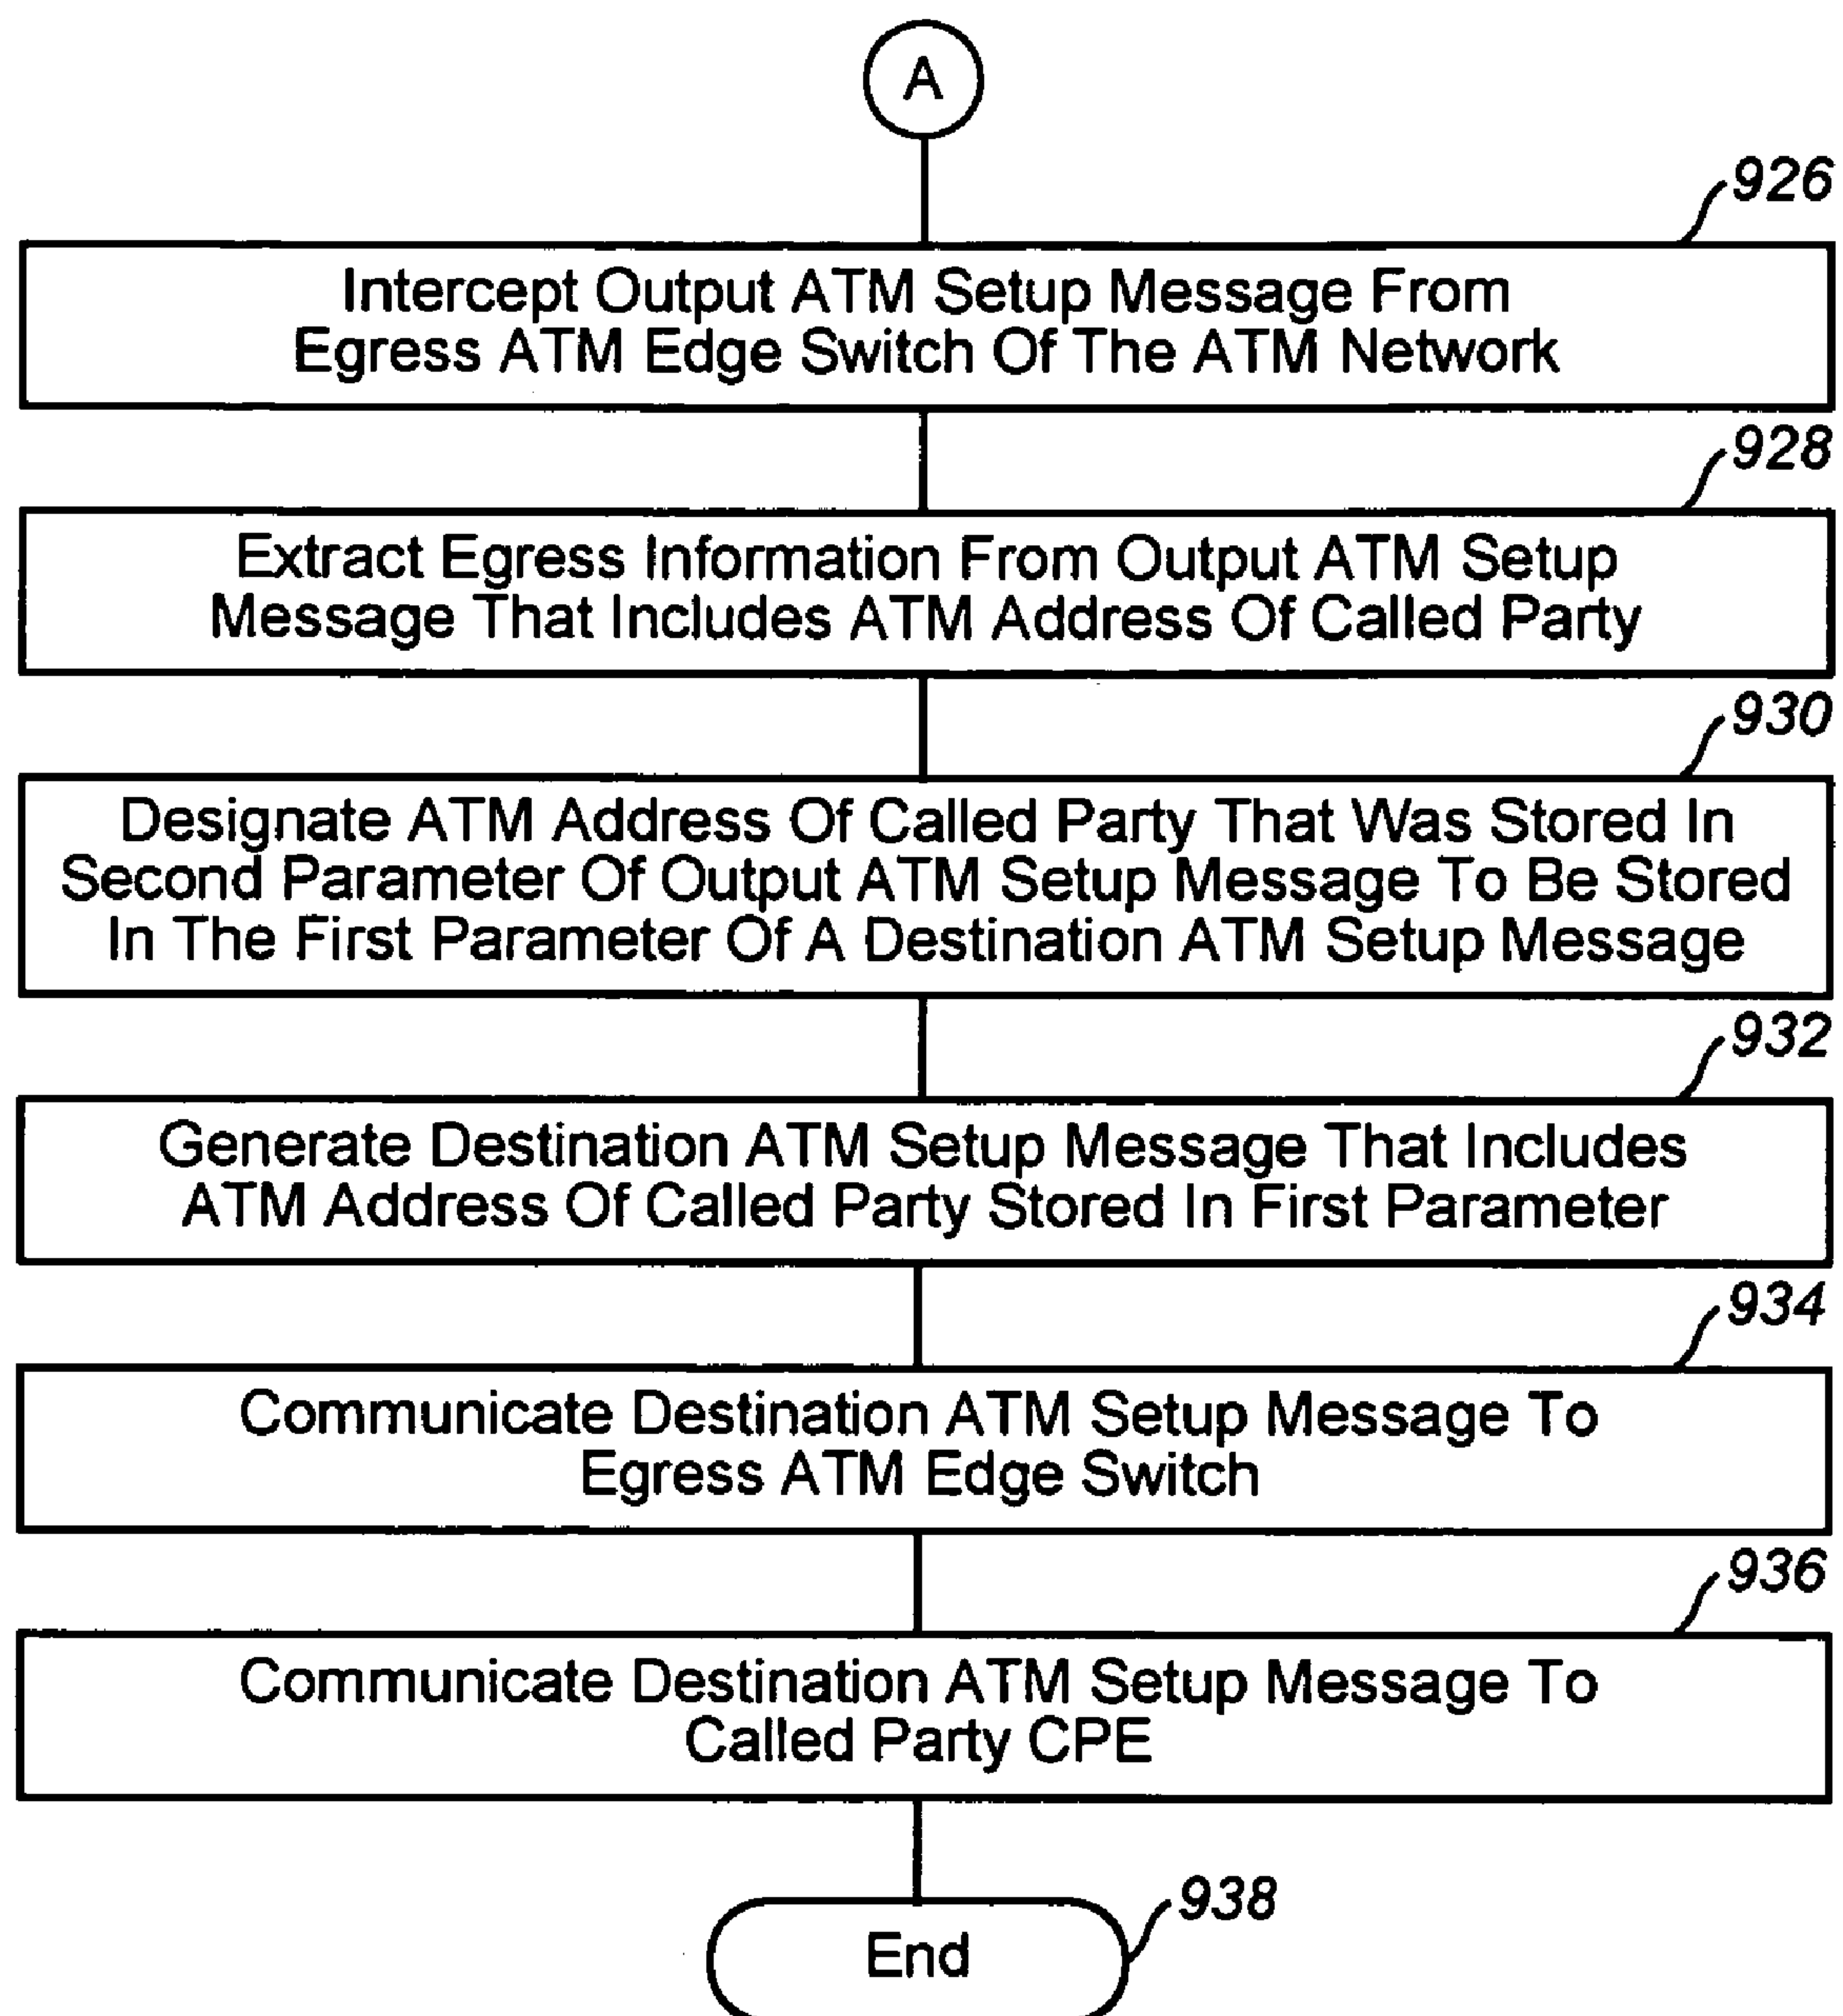 A
926
Intercept Output ATM Setup Message From
Egress ATM Edge Switch Of The ATM Network
928
Extract Egress Information From Output ATM Setup
Message That Includes ATM Address Of Called Party
930
Designate ATM Address Of Called Party That Was Stored In
Second Parameter Of Output ATM Setup Message To Be Stored
In The First Parameter Of A Destination ATM Setup Message
932
Generate Destination ATM Setup Message That Includes
ATM Address Of Called Party Stored In First Parameter
934
Communicate Destination ATM Setup Message To
Egress ATM Edge Switch
936
Communicate Destination ATM Setup Message To
Called Party CPE
938
End